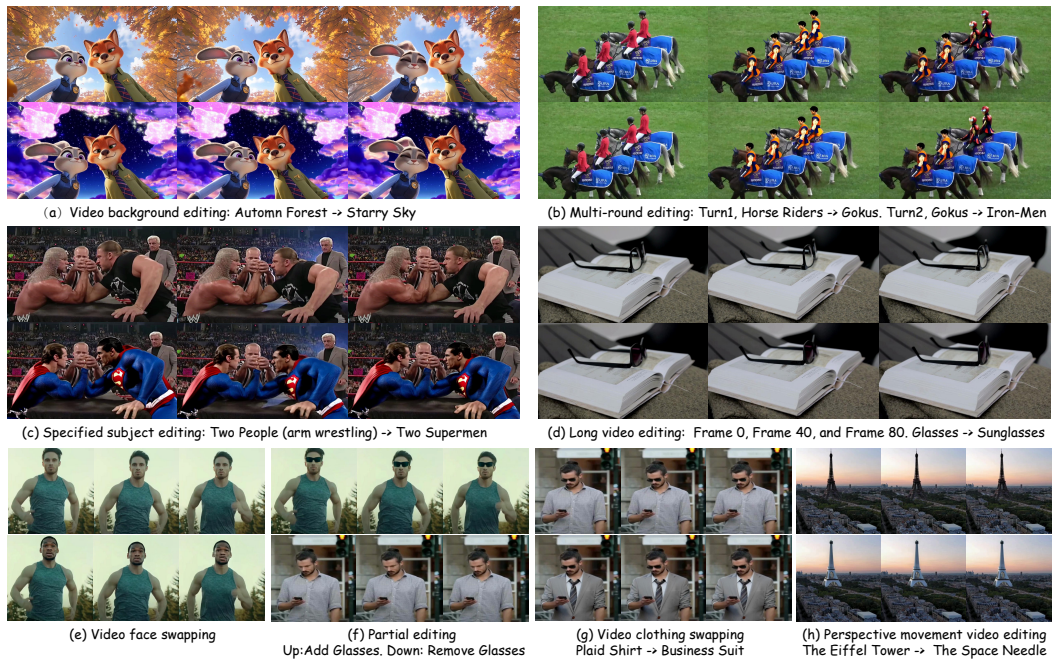 (a) Video background editing: Automn Forest -> Starry Sky
(b) Multi-round editing: Turn1, Horse Riders -> Gokus. Turn2, Gokus -> Iron-Men
(c) Specified subject editing: Two People (arm wrestling) -> Two Supermen
(d) Long video editing: Frame 0, Frame 40, and Frame 80. Glasses -> Sunglasses
(e) Video face swapping
(f) Partial editing
Up:Add Glasses. Down: Remove Glasses
(g) Video clothing swapping
Plaid Shirt -> Business Suit
(h) Perspective movement video editing
The Eiffel Tower -> The Space Needle